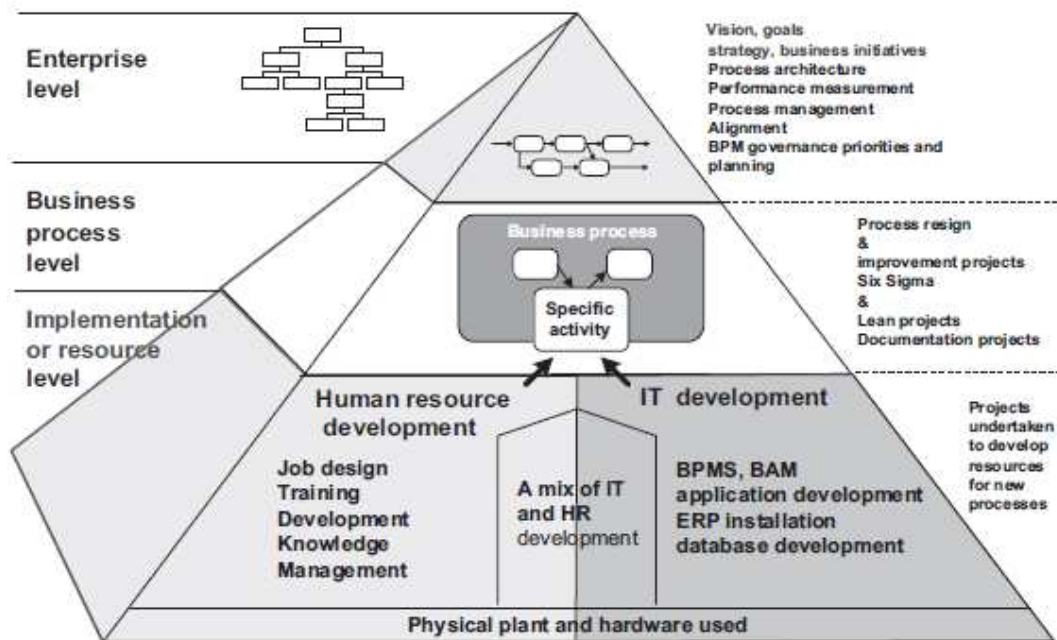 Enterprise
level
Vision, goals
strategy, business initiatives
Process architecture
Performance measurement
Process management
Alignment
BPM governance priorities and
planning
Business
process
level
Business process
Specific
activity
Process resign
&
improvement projects
Six Sigma
&
Lean projects
Documentation projects
Implementation
or resource
level
Human resource
development
Job design
Training
Development
Knowledge
Management
A mix of IT
and HR
development
IT development
BPMS, BAM
application development
ERP installation
database development
Projects
undertaken
to develop
resources
for new
processes
Physical plant and hardware used